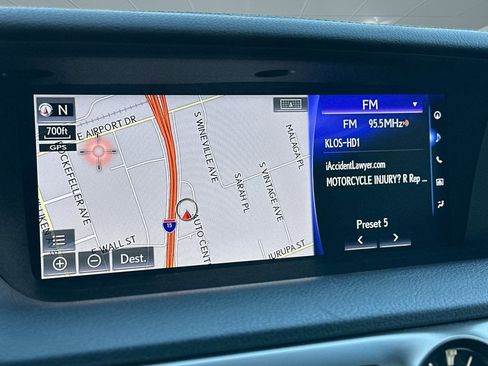 N
700ft
GPS
E AIRPORT DR
ROCKEFELLER AVE
S WINEVILLE AVE
MALAGA PL
SARAH PL
S VINTAGE AVE
AUTO CENT
15
E WALL ST
JURUPA ST
Dest.
FM
FM 95.5MHz
KLOS-HD1
iAccidentLawyer.com
MOTORCYCLE INJURY? R Rep ...
Preset 5